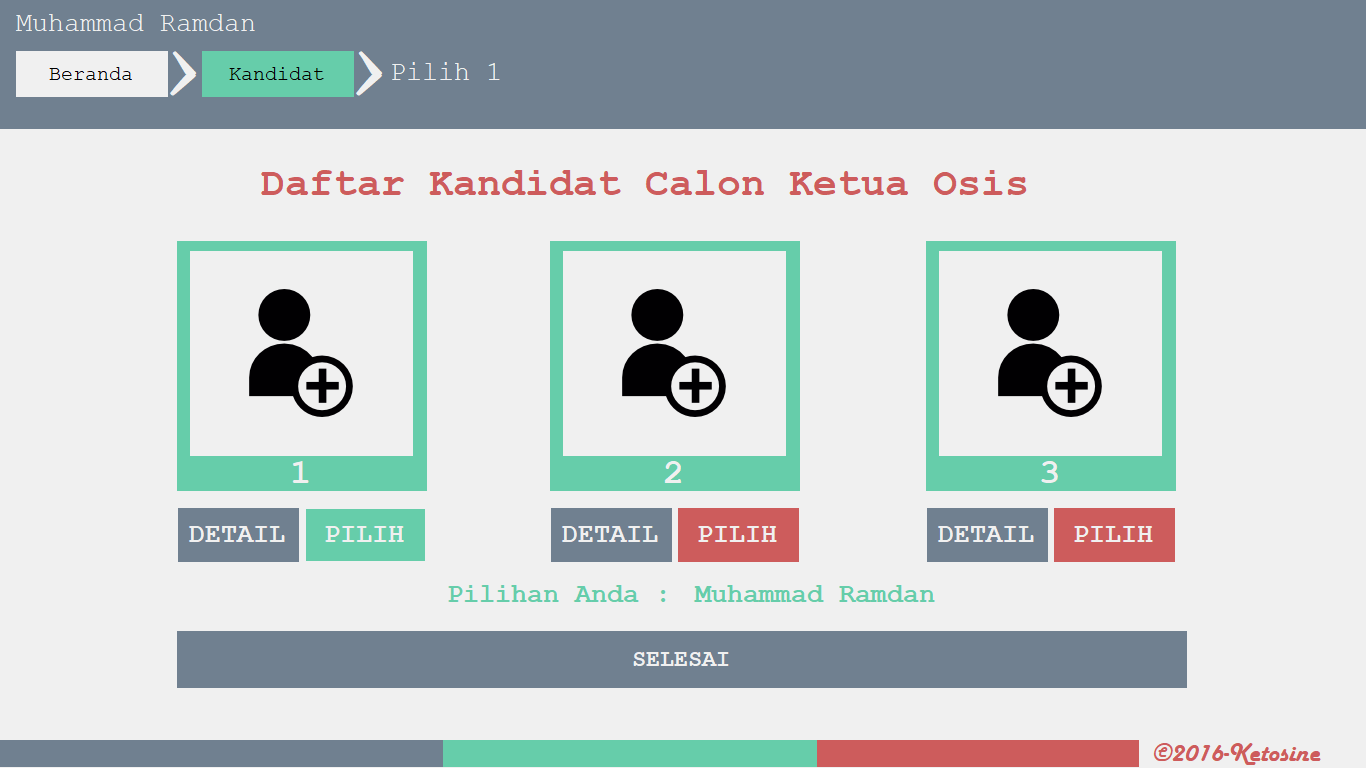 Muhammad Ramdan
Beranda
Kandidat
Pilih 1
Daftar Kandidat Calon Ketua Osis
1
2
3
DETAIL PILIH
DETAIL PILIH
DETAIL PILIH
Pilihan Anda : Muhammad Ramdan
SELESAI
©2016-Ketosine